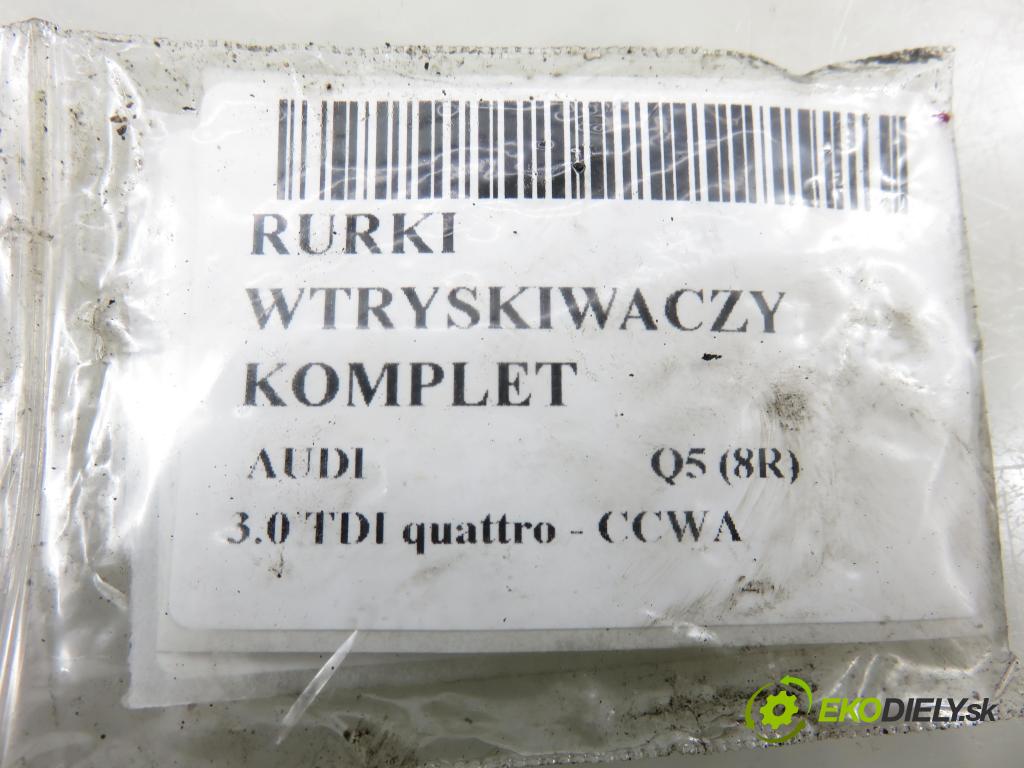 RURKI
WTRYSKIWACZY
KOMPLET
AUDI Q5 (8R)
3.0 TDI quattro - CCWA
EKODIELY.sk